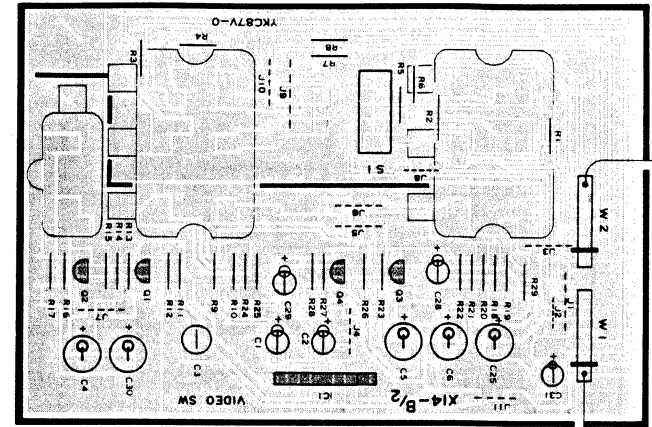 YKC87V-0
R4
R8
R7
R3
J10
J9
R5
R6
R2
R1
S1
J8
J6
J5
W2
J3
R15
R14
R13
Q2
Q1
Q4
Q3
R17
R16
J7
R12
R11
R9
R10
R24
R25
C29
R28
R27
R26
R23
C28
R22
R21
R20
R18
R19
R29
J2
J1
W1
C4
C30
C3
C1
C2
J4
C5
C6
C25
C31
VIDEO SW
IC1
X14-B/2
J11